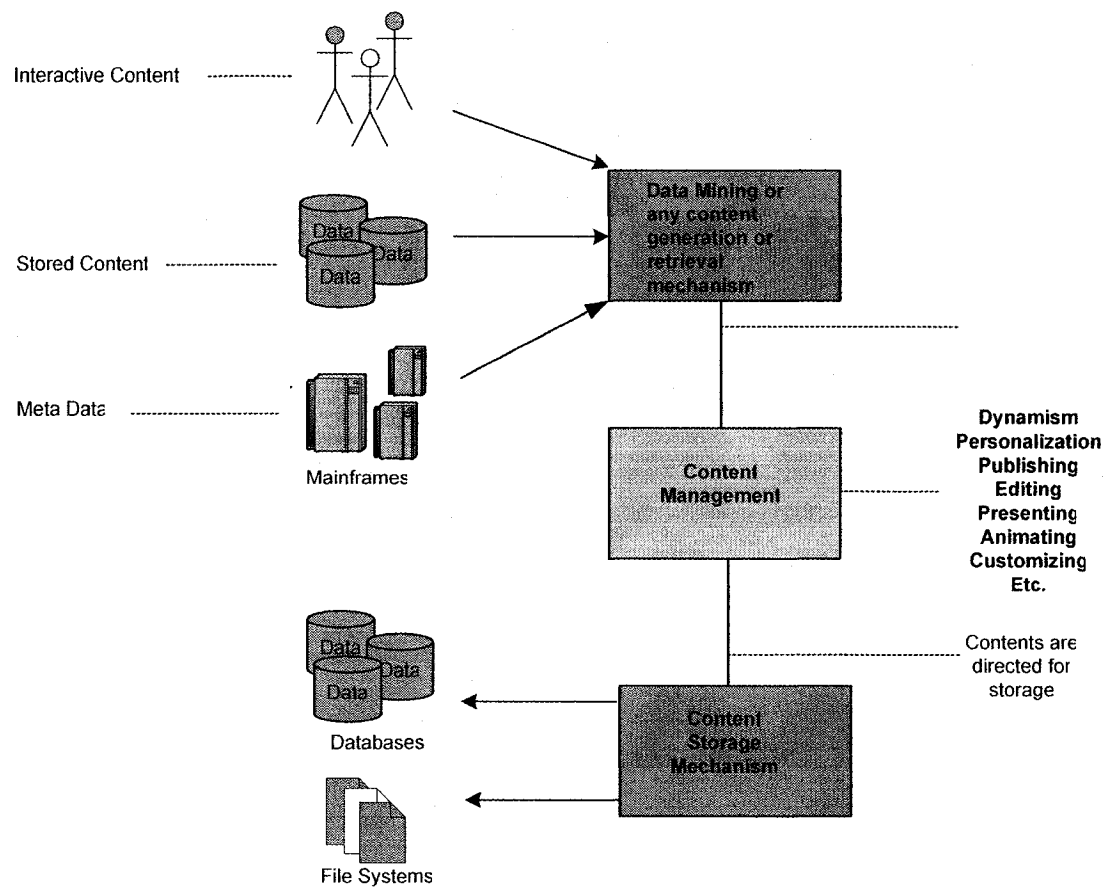 Interactive Content
Data
Data
Data
Stored Content
Meta Data
Mainframes
Data Mining or
any content
generation or
retrieval
mechanism
Content
Management
Dynamism
Personalization
Publishing
Editing
Presenting
Animating
Customizing
Etc.
Contents are
directed for
storage
Data
Data
Data
Databases
Content
Storage
Mechanism
File Systems